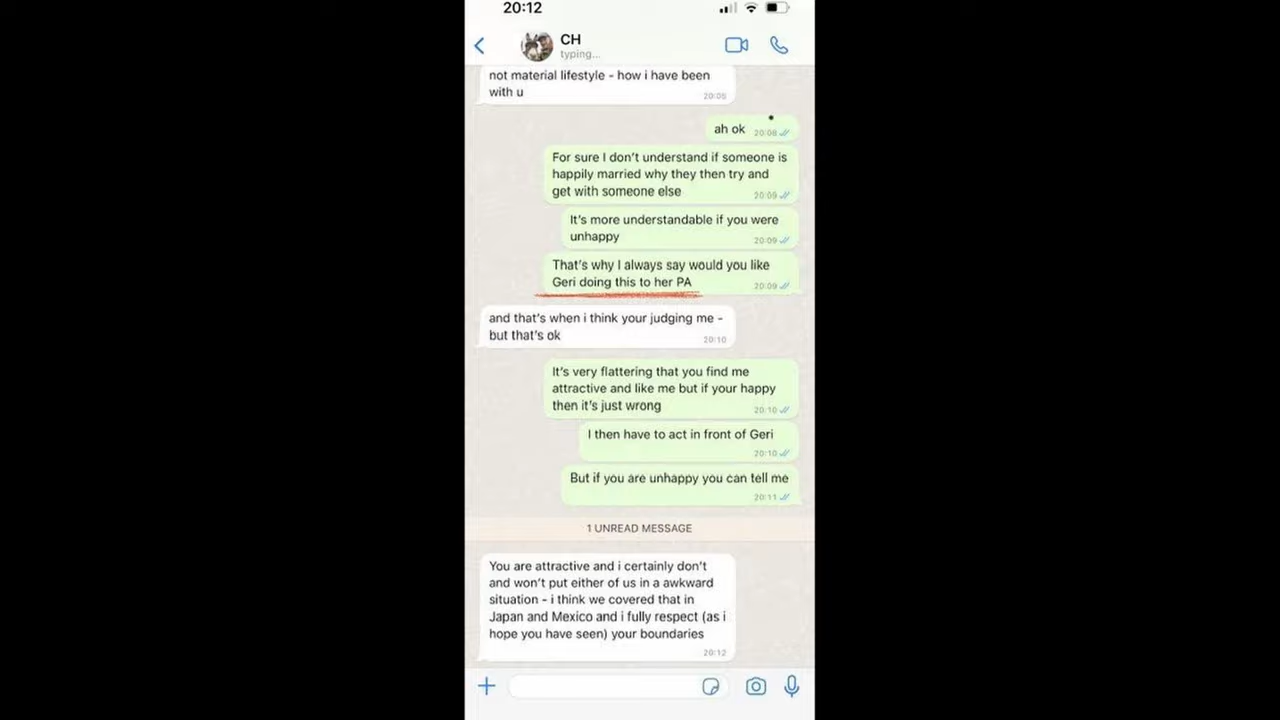 20:12
CH
typing...
not material lifestyle - how i have been
with u
20:08
ah ok
20:08
For sure I don't understand if someone is
happily married why they then try and
get with someone else
20:09
It's more understandable if you were
unhappy
20:09
That's why I always say would you like
Geri doing this to her PA
20:09
and that's when i think your judging me -
but that's ok
20:10
It's very flattering that you find me
attractive and like me but if your happy
then it's just wrong
20:10
I then have to act in front of Geri
20:10
But if you are unhappy you can tell me
20:11
1 UNREAD MESSAGE
You are attractive and i certainly don't
and won't put either of us in a awkward
situation - i think we covered that in
Japan and Mexico and i fully respect (as i
hope you have seen) your boundaries
20:12